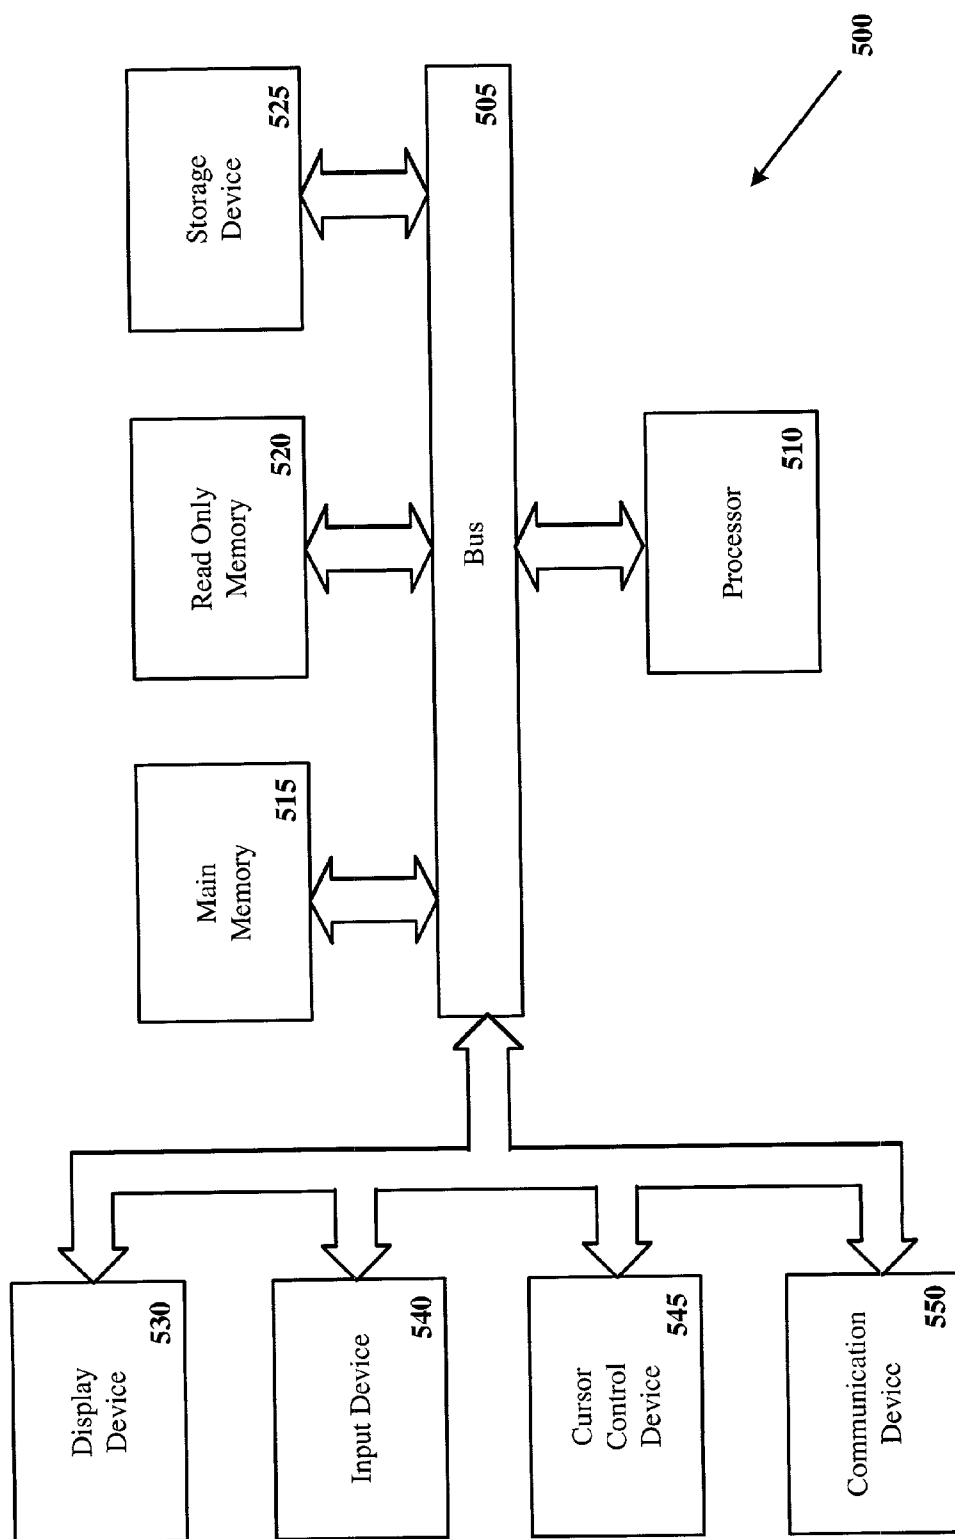 Display
Device
530
Input Device
540
Cursor
Control
Device
545
Communication
Device
550
Main
Memory
515
Read Only
Memory
520
Storage
Device
525
Bus
505
Processor
510
500